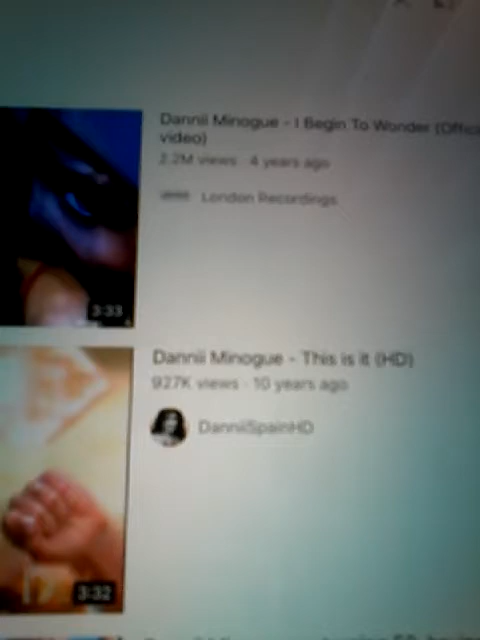 Dannii Minogue - I Begin To Wonder (Offic
video)
2.2M views · 4 years ago
London Recordings
3:33
Dannii Minogue - This is it (HD)
927K views · 10 years ago
DanniiSpainHD
3:32